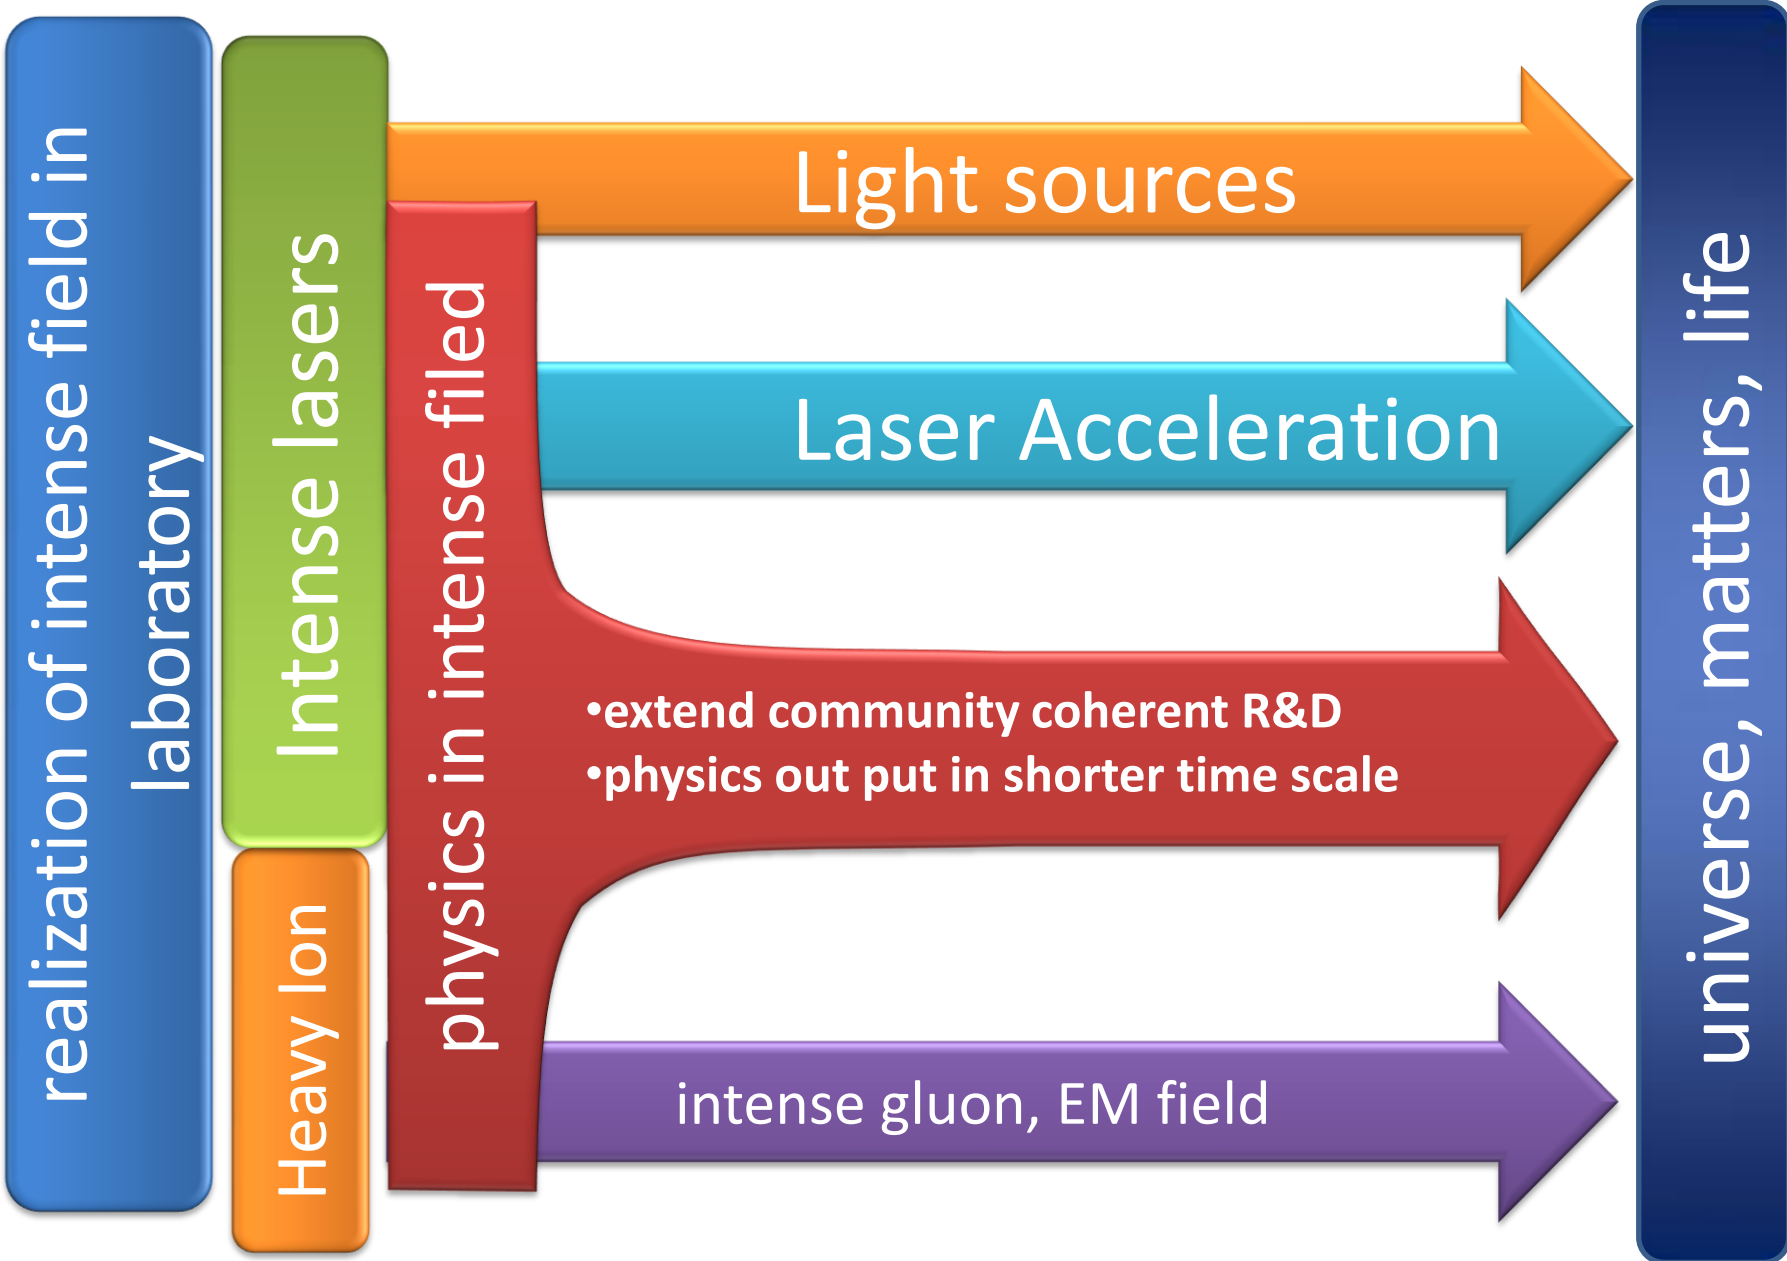 realization of intense field in
laboratory
Intense lasers
Heavy Ion
physics in intense filed
Light sources
Laser Acceleration
•extend community coherent R&D
•physics out put in shorter time scale
intense gluon, EM field
universe, matters, life